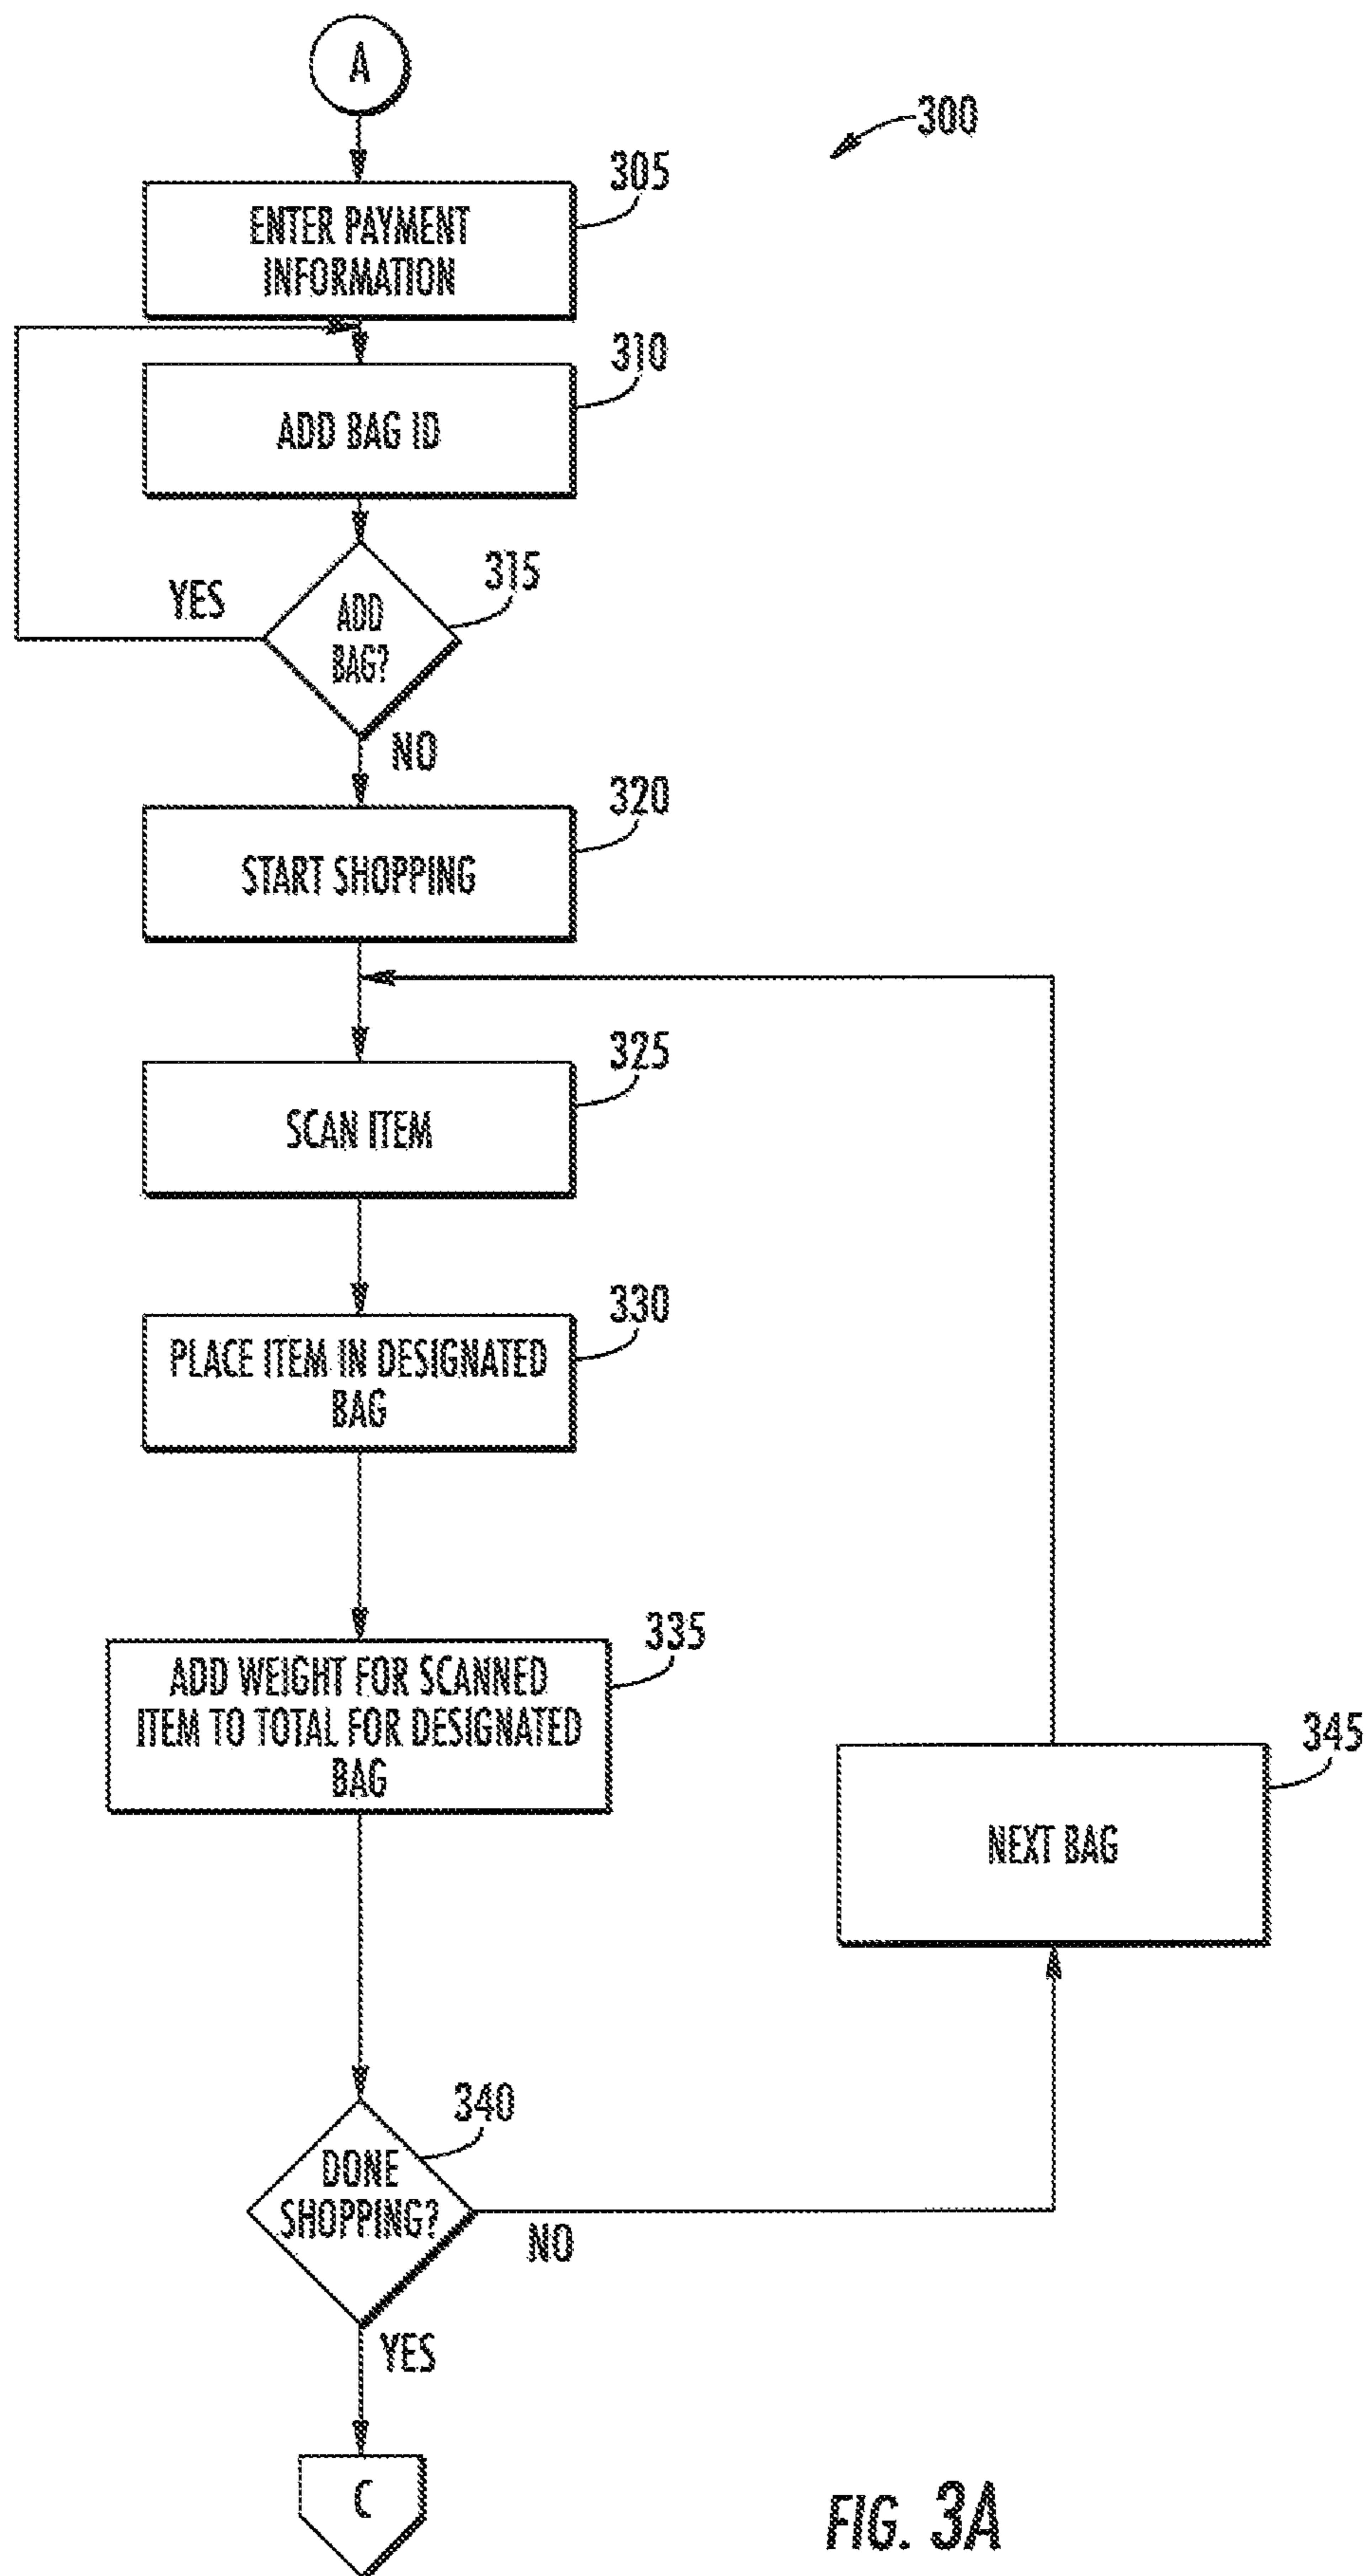 A
300
305
ENTER PAYMENT
INFORMATION
310
ADD BAG ID
315
YES
ADD
BAG?
NO
320
START SHOPPING
325
SCAN ITEM
330
PLACE ITEM IN DESIGNATED
BAG
335
ADD WEIGHT FOR SCANNED
ITEM TO TOTAL FOR DESIGNATED
BAG
345
NEXT BAG
340
DONE
SHOPPING?
NO
YES
C
FIG. 3A